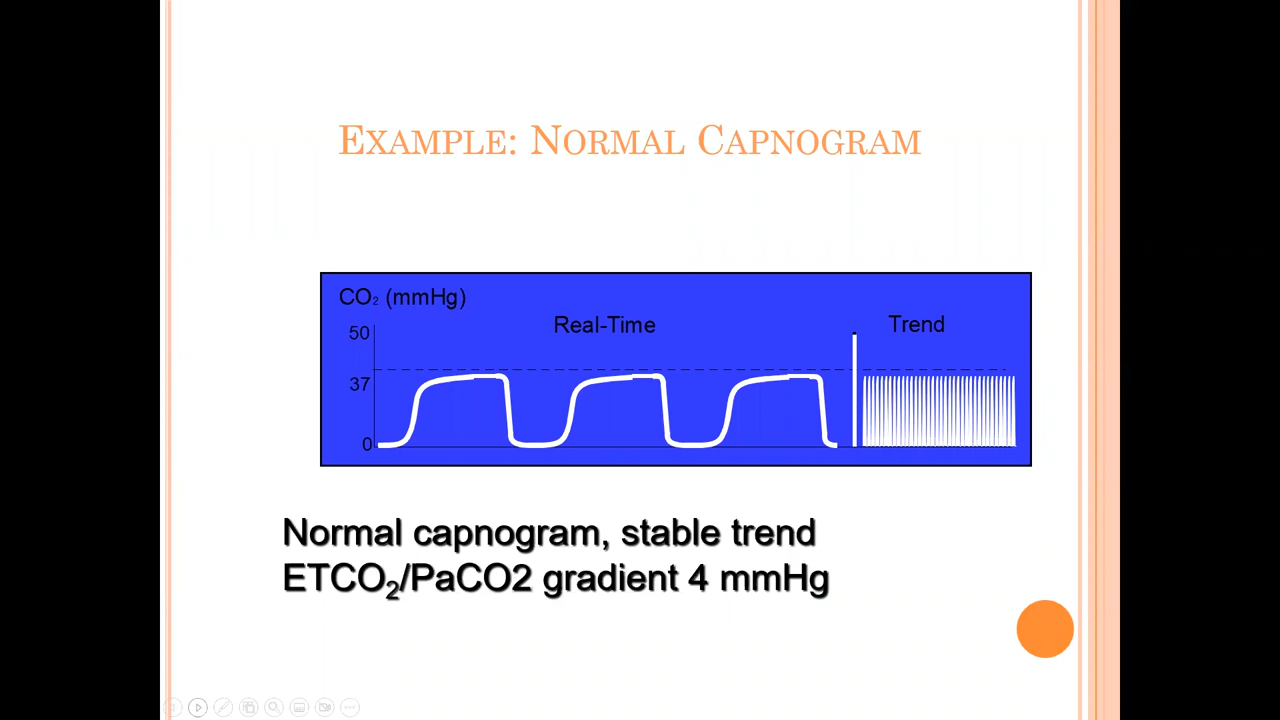 EXAMPLE: NORMAL CAPNOGRAM
CO₂ (mmHg)
Real-Time
Trend
50
37
0
Normal capnogram, stable trend
ETCO₂/PaCO2 gradient 4 mmHg